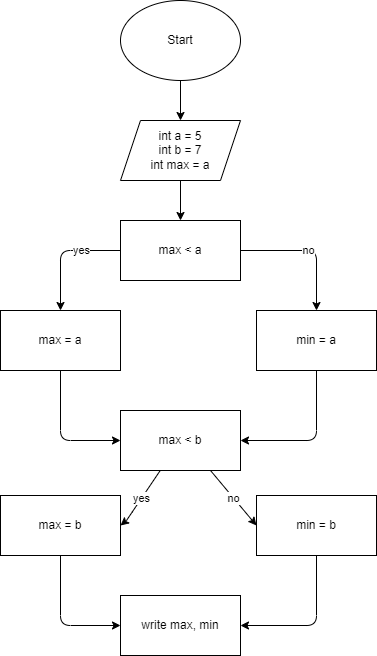 Start
int a = 5
int b = 7
int max = a
max < a
yes
no
max = a
min = a
max < b
yes
no
max = b
min = b
write max, min